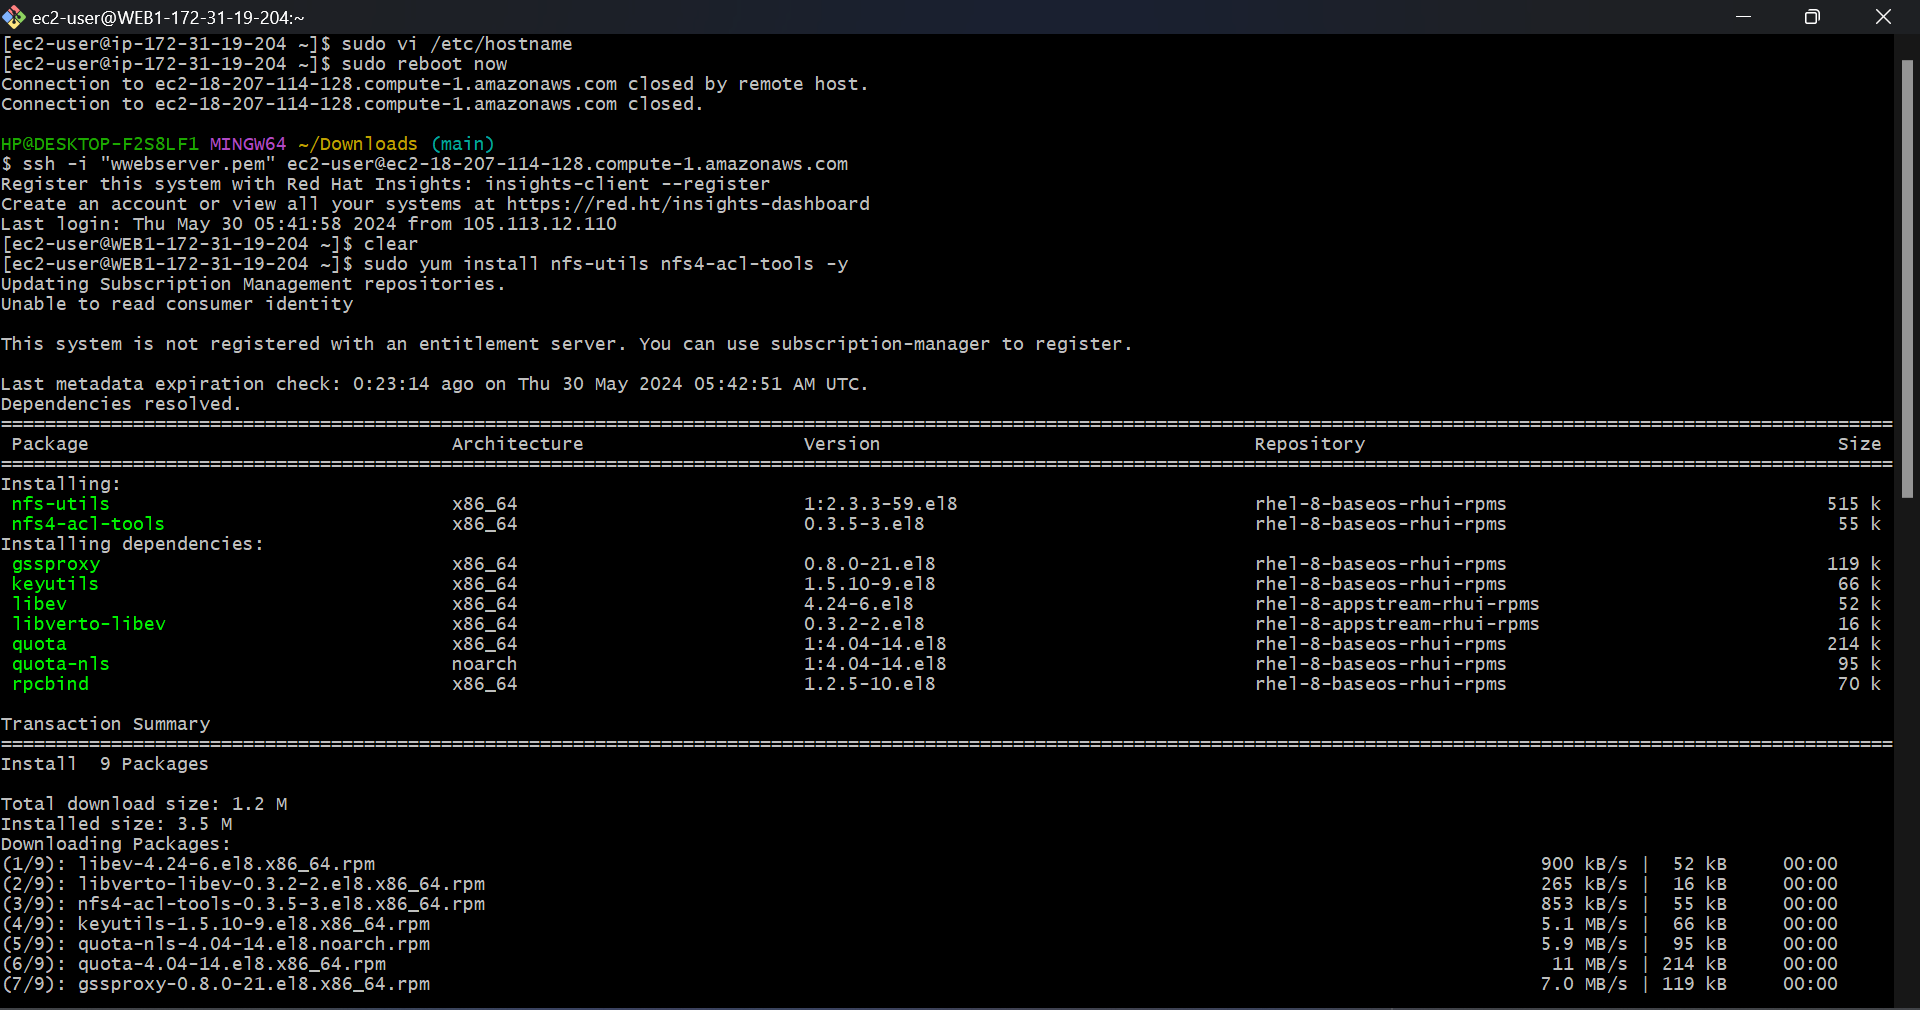 ec2-user@WEB1-172-31-19-204:~
[ec2-user@ip-172-31-19-204 ~]$ sudo vi /etc/hostname
[ec2-user@ip-172-31-19-204 ~]$ sudo reboot now
Connection to ec2-18-207-114-128.compute-1.amazonaws.com closed by remote host.
Connection to ec2-18-207-114-128.compute-1.amazonaws.com closed.
HP@DESKTOP-F2S8LF1 MINGW64 ~/Downloads (main)
$ ssh -i "wwebserver.pem" ec2-user@ec2-18-207-114-128.compute-1.amazonaws.com
Register this system with Red Hat Insights: insights-client --register
Create an account or view all your systems at https://red.ht/insights-dashboard
Last login: Thu May 30 05:41:58 2024 from 105.113.12.110
[ec2-user@WEB1-172-31-19-204 ~]$ clear
[ec2-user@WEB1-172-31-19-204 ~]$ sudo yum install nfs-utils nfs4-acl-tools -y
Updating Subscription Management repositories.
Unable to read consumer identity
This system is not registered with an entitlement server. You can use subscription-manager to register.
Last metadata expiration check: 0:23:14 ago on Thu 30 May 2024 05:42:51 AM UTC.
Dependencies resolved.
Package Architecture Version Repository Size
Installing:
nfs-utils x86_64 1:2.3.3-59.el8 rhel-8-baseos-rhui-rpms 515 k
nfs4-acl-tools x86_64 0.3.5-3.el8 rhel-8-baseos-rhui-rpms 55 k
Installing dependencies:
gssproxy x86_64 0.8.0-21.el8 rhel-8-baseos-rhui-rpms 119 k
keyutils x86_64 1.5.10-9.el8 rhel-8-baseos-rhui-rpms 66 k
libev x86_64 4.24-6.el8 rhel-8-appstream-rhui-rpms 52 k
libverto-libev x86_64 0.3.2-2.el8 rhel-8-appstream-rhui-rpms 16 k
quota x86_64 1:4.04-14.el8 rhel-8-baseos-rhui-rpms 214 k
quota-nls noarch 1:4.04-14.el8 rhel-8-baseos-rhui-rpms 95 k
rpcbind x86_64 1.2.5-10.el8 rhel-8-baseos-rhui-rpms 70 k
Transaction Summary
Install 9 Packages
Total download size: 1.2 M
Installed size: 3.5 M
Downloading Packages:
(1/9): libev-4.24-6.el8.x86_64.rpm 900 kB/s | 52 kB 00:00
(2/9): libverto-libev-0.3.2-2.el8.x86_64.rpm 265 kB/s | 16 kB 00:00
(3/9): nfs4-acl-tools-0.3.5-3.el8.x86_64.rpm 853 kB/s | 55 kB 00:00
(4/9): keyutils-1.5.10-9.el8.x86_64.rpm 5.1 MB/s | 66 kB 00:00
(5/9): quota-nls-4.04-14.el8.noarch.rpm 5.9 MB/s | 95 kB 00:00
(6/9): quota-4.04-14.el8.x86_64.rpm 11 MB/s | 214 kB 00:00
(7/9): gssproxy-0.8.0-21.el8.x86_64.rpm 7.0 MB/s | 119 kB 00:00